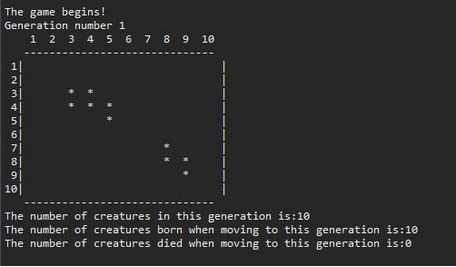 The game begins!
Generation number 1
    1  2  3  4  5  6  7  8  9  10
   ------------------------------
 1|                               |
 2|                               |
 3|       *  *                    |
 4|       *  *  *                 |
 5|             *                 |
 6|                               |
 7|                      *        |
 8|                      *  *     |
 9|                         *     |
10|                               |
   ------------------------------
The number of creatures in this generation is:10
The number of creatures born when moving to this generation is:10
The number of creatures died when moving to this generation is:0